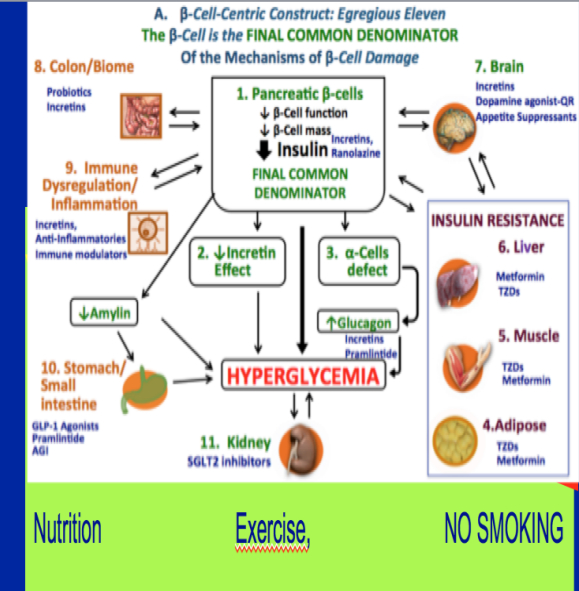 A. β-Cell-Centric Construct: Egregious Eleven
The β-Cell is the FINAL COMMON DENOMINATOR
Of the Mechanisms of β-Cell Damage
8. Colon/Biome
Probiotics
Incretins
1. Pancreatic β-cells
↓ β-Cell function
↓ β-Cell mass
↓ Insulin
Incretins,
Ranolazine
FINAL COMMON
DENOMINATOR
7. Brain
Incretins
Dopamine agonist-QR
Appetite Suppressants
9. Immune
Dysregulation/
Inflammation
Incretins,
Anti-Inflammatories
Immune modulators
2. ↓Incretin
Effect
3. α-Cells
defect
↓Amylin
↑Glucagon
Incretins
Pramlintide
INSULIN RESISTANCE
6. Liver
Metformin
TZDs
5. Muscle
TZDs
Metformin
4.Adipose
TZDs
Metformin
10. Stomach/
Small
intestine
GLP-1 Agonists
Pramlintide
AGI
HYPERGLYCEMIA
11. Kidney
SGLT2 inhibitors
Nutrition Exercise, NO SMOKING